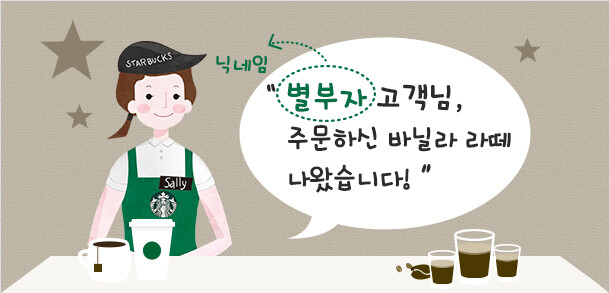 STARBUCKS
닉네임
" 별부자 고객님,
주문하신 바닐라 라떼
나왔습니다! "
Sally